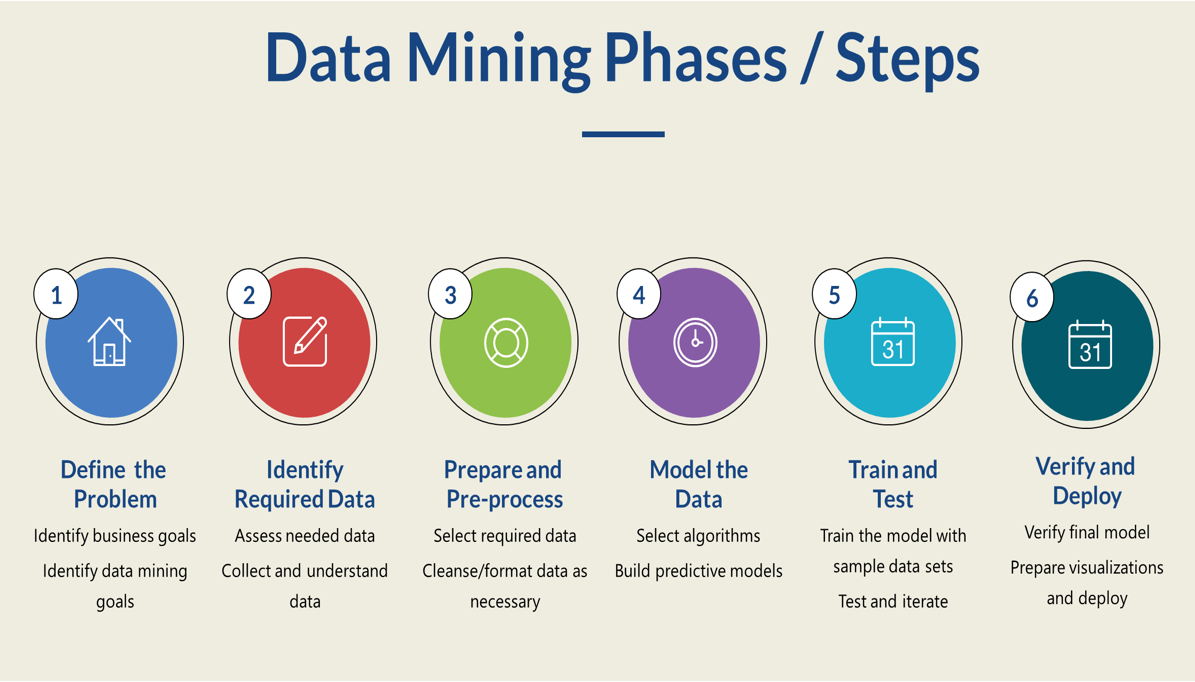 Data Mining Phases / Steps
1
2
3
4
5
6
31
31
Define the
Problem
Identify business goals
Identify data mining
goals
Identify
Required Data
Assess needed data
Collect and understand
data
Prepare and
Pre-process
Select required data
Cleanse/format data as
necessary
Model the
Data
Select algorithms
Build predictive models
Train and
Test
Train the model with
sample data sets
Test and iterate
Verify and
Deploy
Verify final model
Prepare visualizations
and deploy